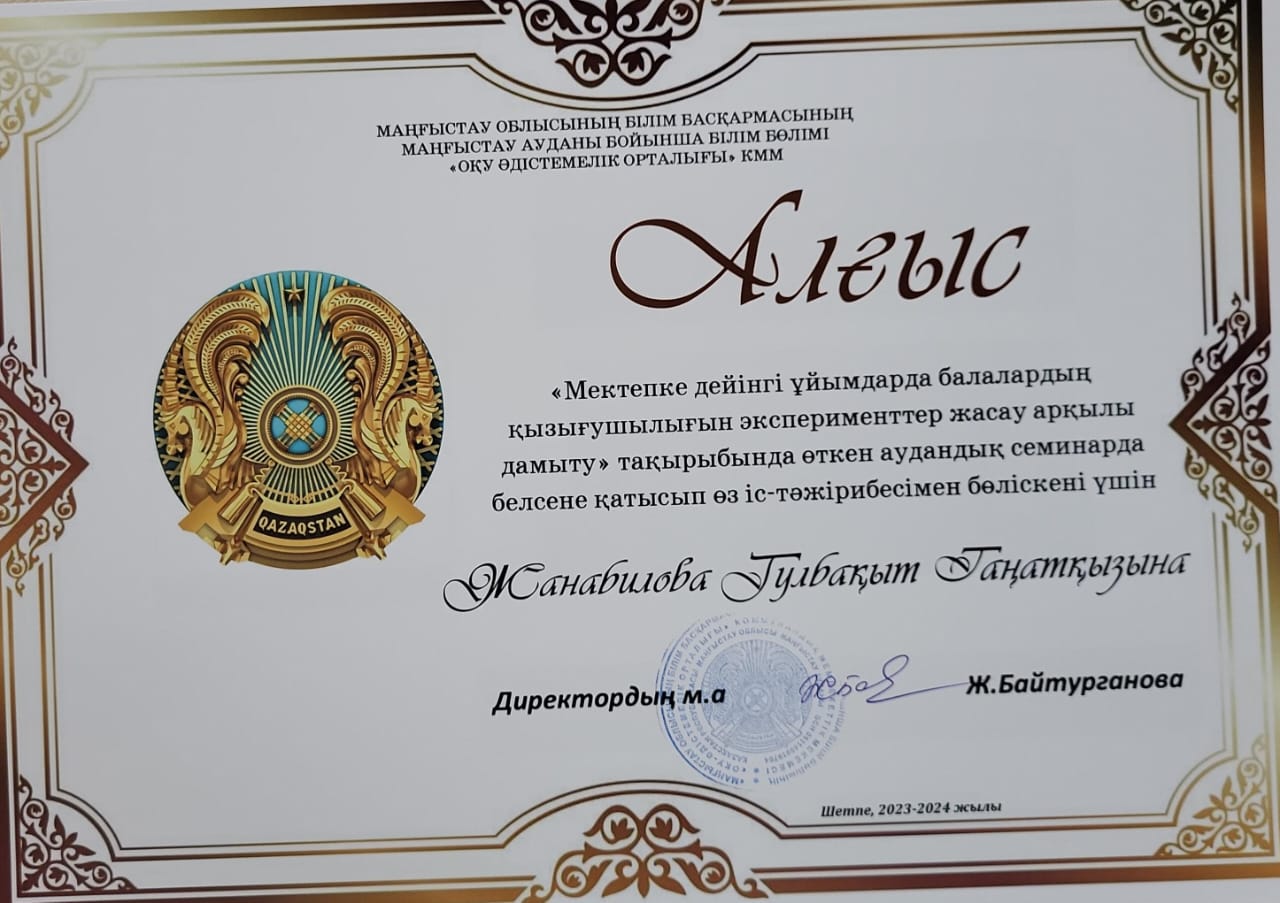 МАҢҒЫСТАУ ОБЛЫСЫНЫҢ БІЛІМ БАСҚАРМАСЫНЫҢ
МАҢҒЫСТАУ АУДАНЫ БОЙЫНША БІЛІМ БӨЛІМІ
«ОҚУ ӘДІСТЕМЕЛІК ОРТАЛЫҒЫ» КММ
Алғыс
«Мектепке дейінгі ұйымдарда балалардың
қызығушылығын эксперименттер жасау арқылы
дамыту» тақырыбында өткен аудандық семинарда
белсене қатысып өз іс-тәжірибесімен бөліскені үшін
QAZAQSTAN
Жанабилова Гүлбақыт Ғаңатқызына
Директордың м.а
Ж.Байтурганова
Шетпе, 2023-2024 жылы